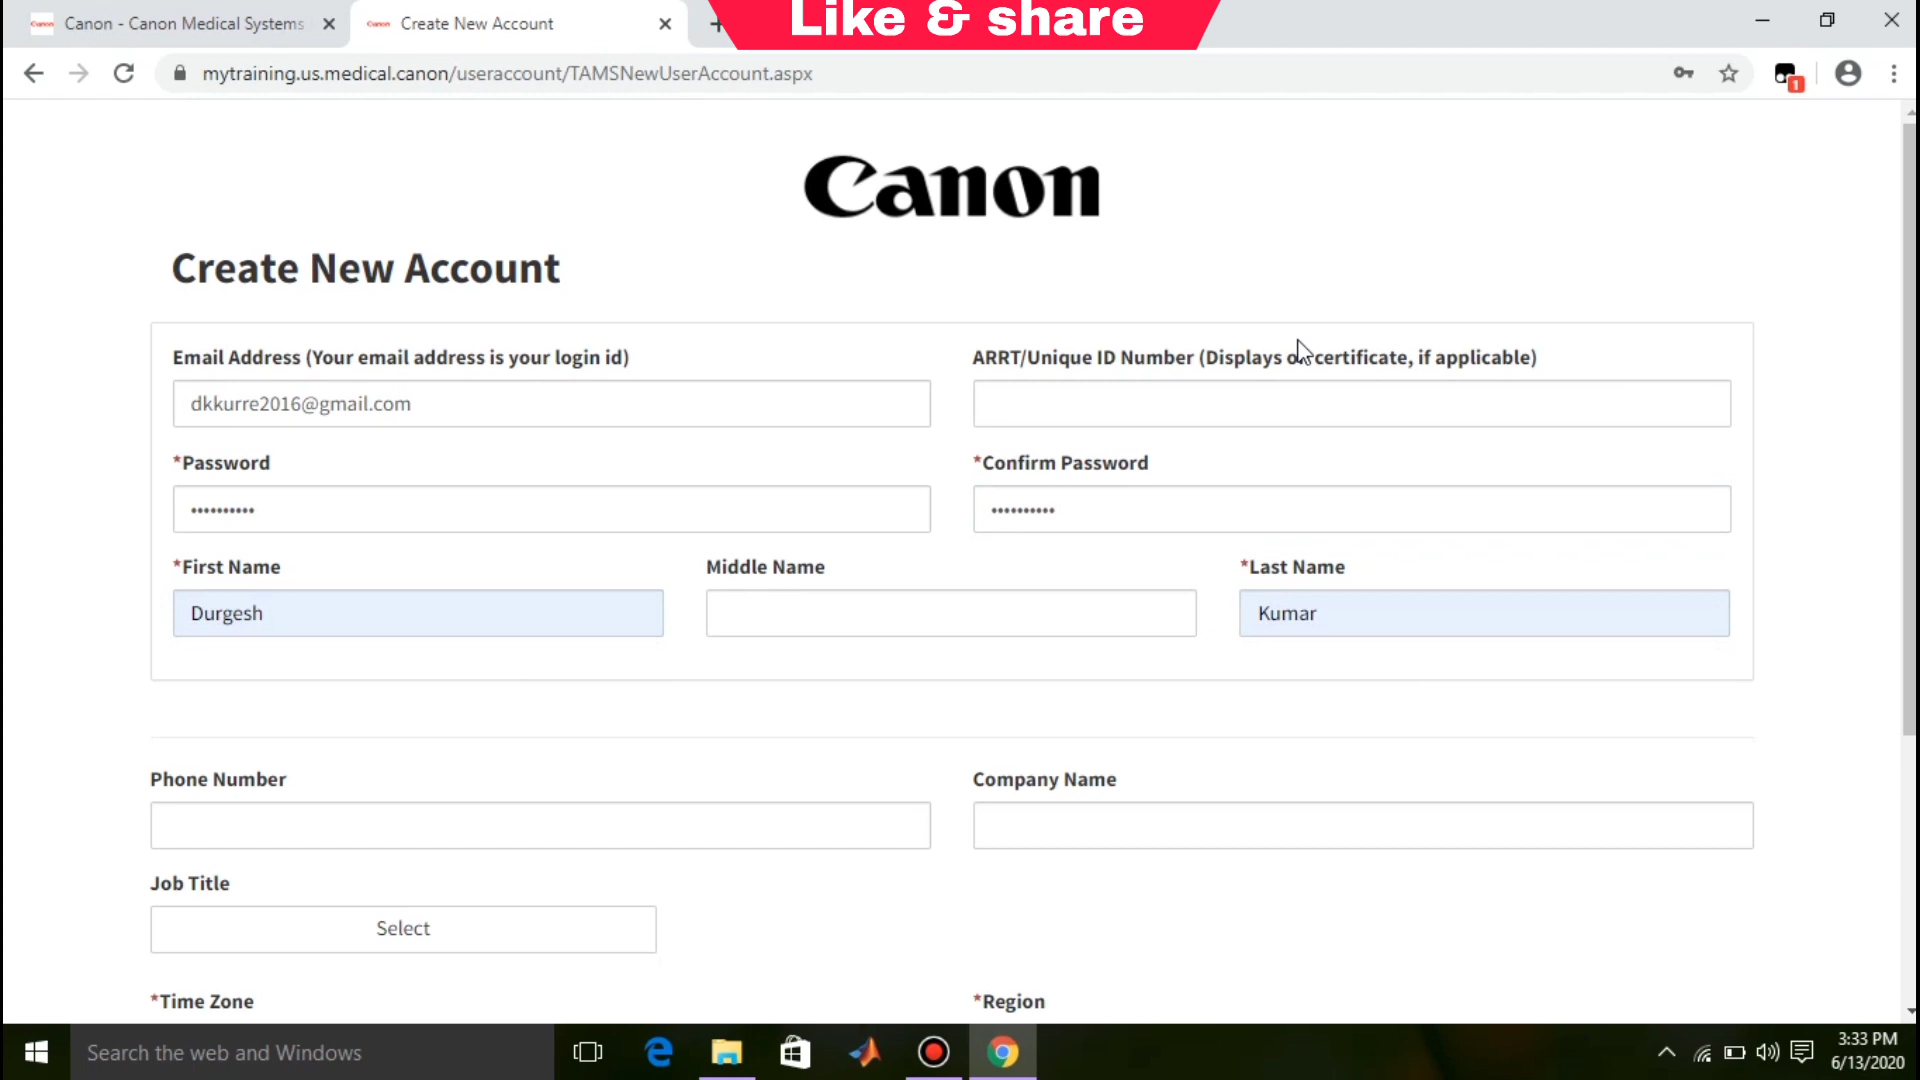 Like & share
Canon - Canon Medical Systems
Create New Account
mytraining.us.medical.canon/useraccount/TAMSNewUserAccount.aspx
1
Canon
Create New Account
Email Address (Your email address is your login id)
ARRT/Unique ID Number (Displays on certificate, if applicable)
dkkurre2016@gmail.com
*Password
*Confirm Password
••••••••••
••••••••••
*First Name
Middle Name
*Last Name
Durgesh
Kumar
Phone Number
Company Name
Job Title
Select
*Time Zone
*Region
Search the web and Windows
3:33 PM
6/13/2020